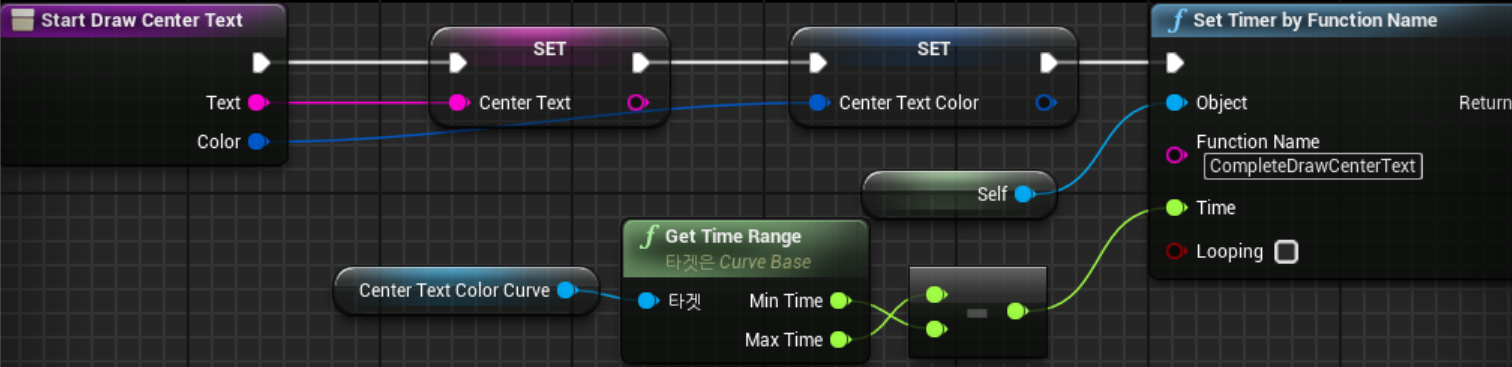 Start Draw Center Text
Text
Color
SET
Center Text
SET
Center Text Color
Self
Center Text Color Curve
f Get Time Range
타겟은 Curve Base
타겟
Min Time
Max Time
f Set Timer by Function Name
Object
Return
Function Name
CompleteDrawCenterText
Time
Looping